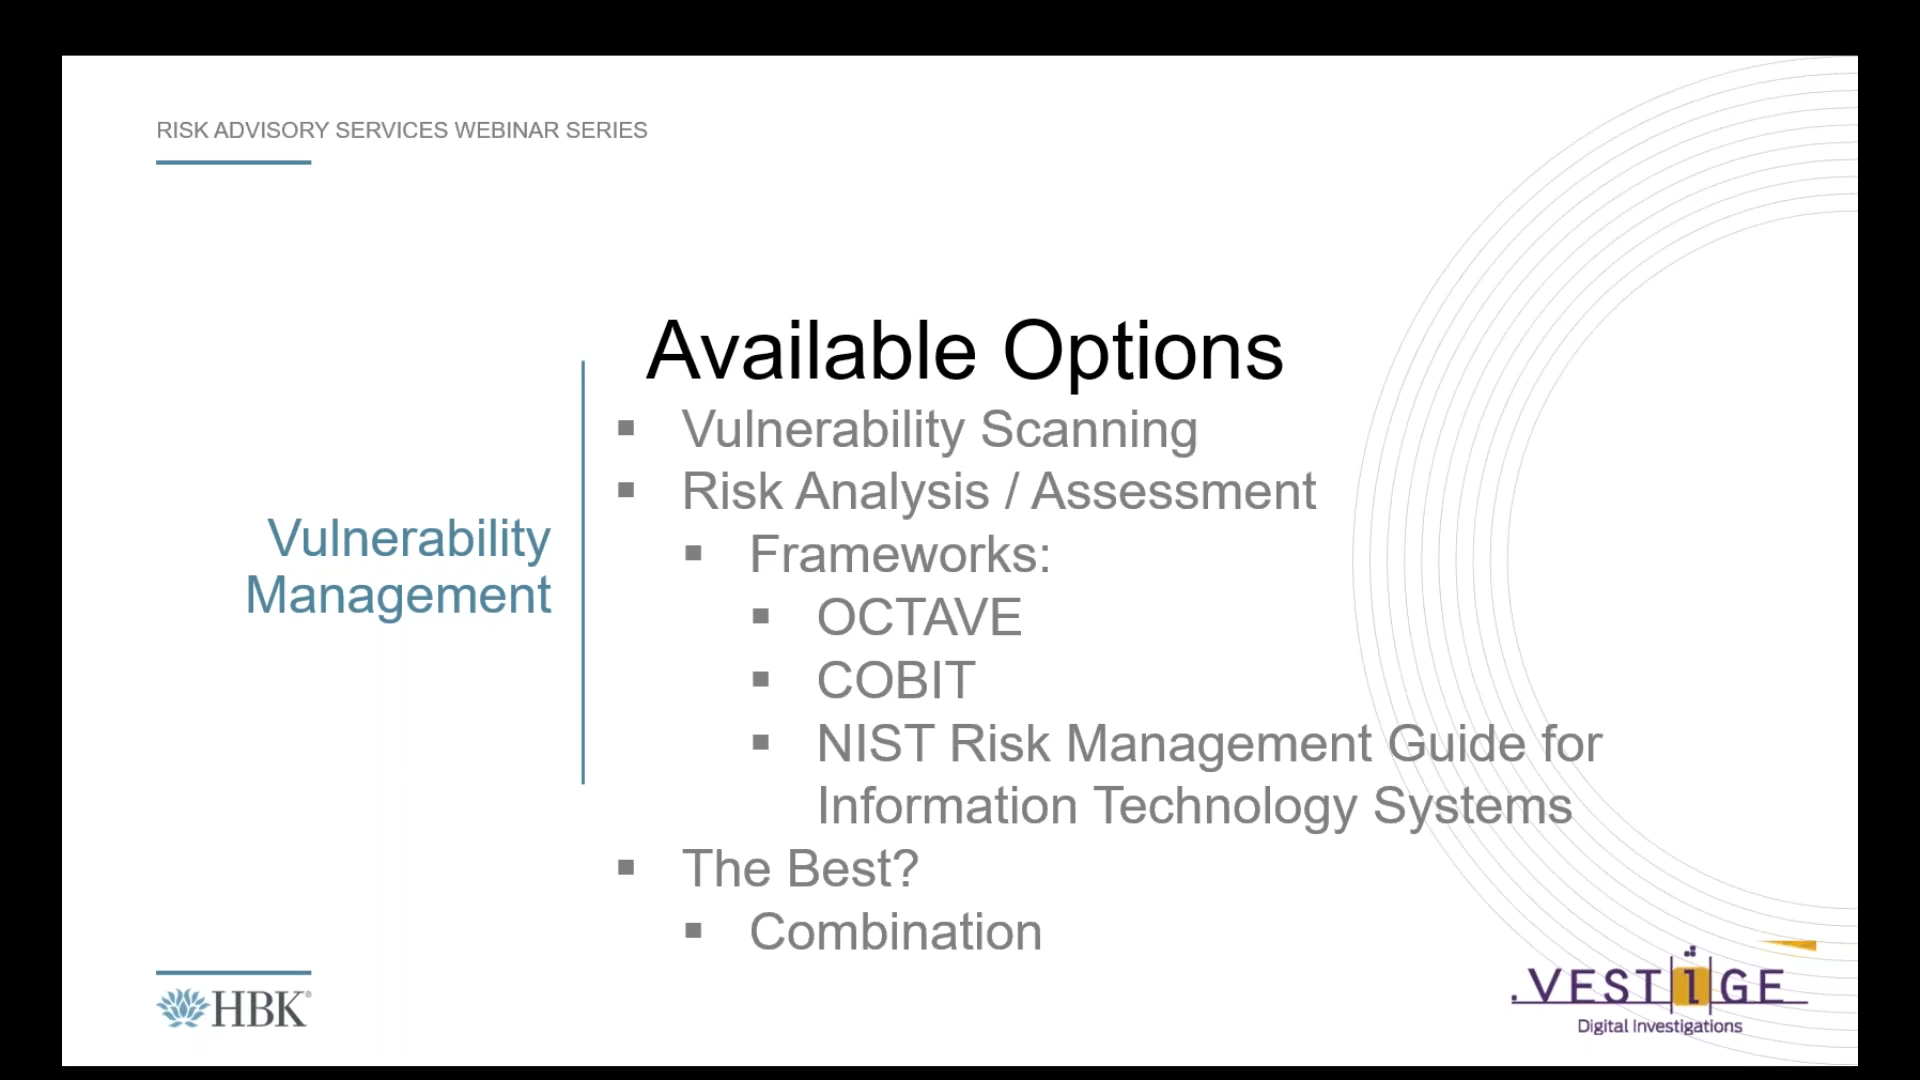 RISK ADVISORY SERVICES WEBINAR SERIES
Vulnerability
Management
Available Options
▪ Vulnerability Scanning
▪ Risk Analysis / Assessment
▪ Frameworks:
▪ OCTAVE
▪ COBIT
▪ NIST Risk Management Guide for
Information Technology Systems
▪ The Best?
▪ Combination
HBK®
VESTIGE
Digital Investigations